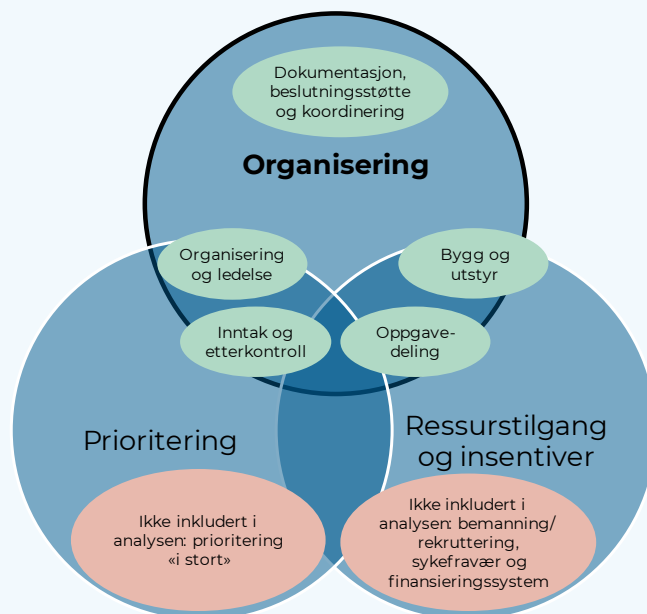 Dokumentasjon,
beslutningsstøtte
og koordinering
Organisering
Organisering
og ledelse
Bygg og
utstyr
Inntak og
etterkontroll
Oppgave-
deling
Prioritering
Ressurstilgang
og insentiver
Ikke inkludert i
analysen: prioritering
«i stort»
Ikke inkludert i
analysen: bemanning/
rekruttering,
sykefravær og
finansieringssystem